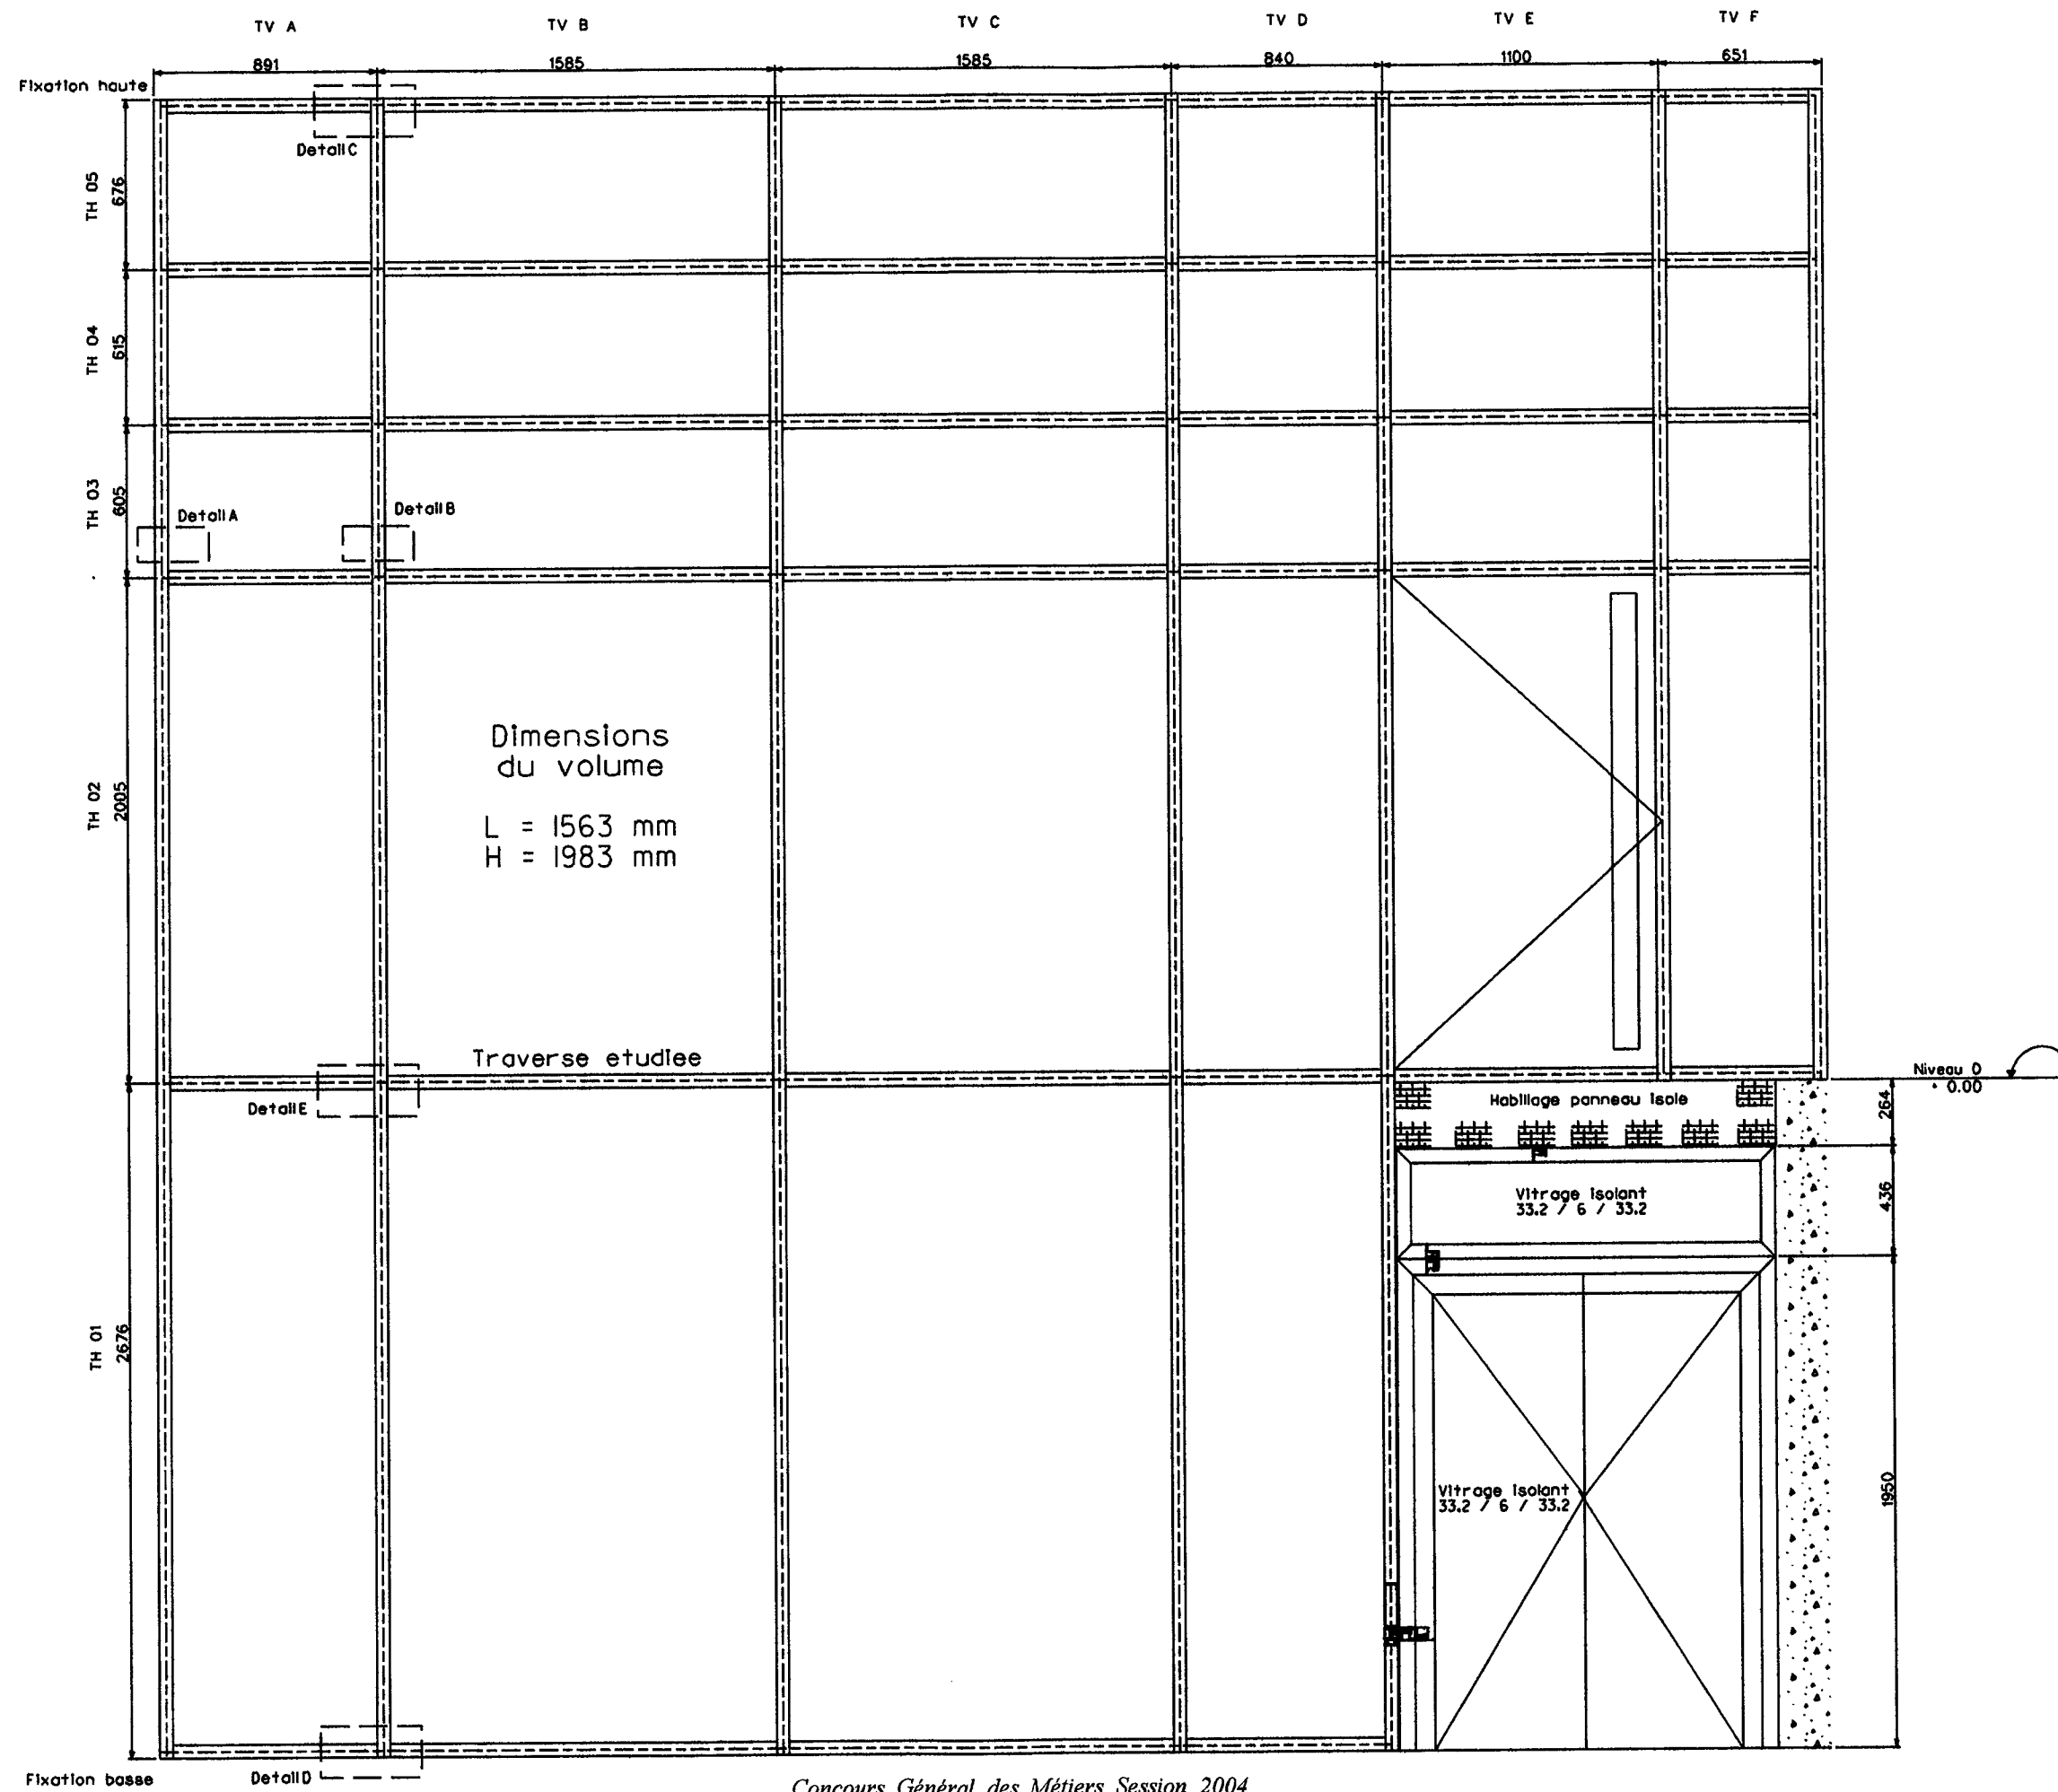 TV A TV B TV C TV D TV E TV F
891 1585 1585 840 1100 651
Fixation haute
Detail C
TH 05
676
TH 04
615
TH 03
605
Detail A
Detail B
TH 02
2005
Dimensions
du volume
L = 1563 mm
H = 1983 mm
Traverse etudiee
Detail E
Niveau 0
0.00
Habillage panneau isole
264
Vitrage isolant
33.2 / 6 / 33.2
436
TH 01
2676
Vitrage isolant
33.2 / 6 / 33.2
1950
Fixation basse
Detail D
Concours Général des Métiers Session 2004